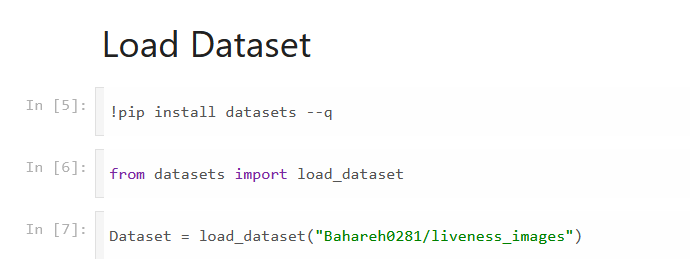 Load Dataset
In [5]: !pip install datasets --q
In [6]: from datasets import load_dataset
In [7]: Dataset = load_dataset("Bahareh0281/liveness_images")